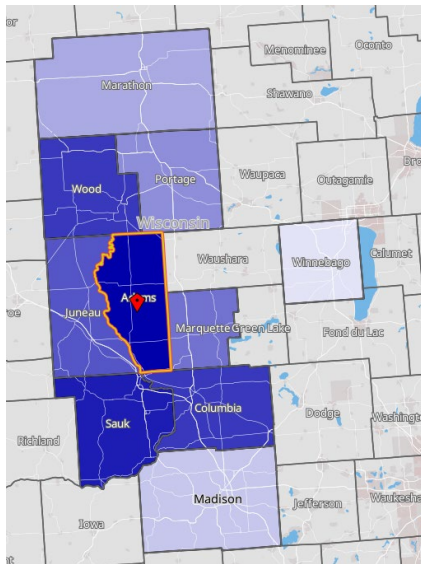 Oconto
Menominee
Marathon
Shawano
Waupaca
Outagamie
Wood
Portage
Wisconsin
Waushara
Winnebago
Calumet
Adams
Juneau
Marquette
Green Lake
Fond du Lac
Columbia
Dodge
Sauk
Richland
Madison
Jefferson
Iowa